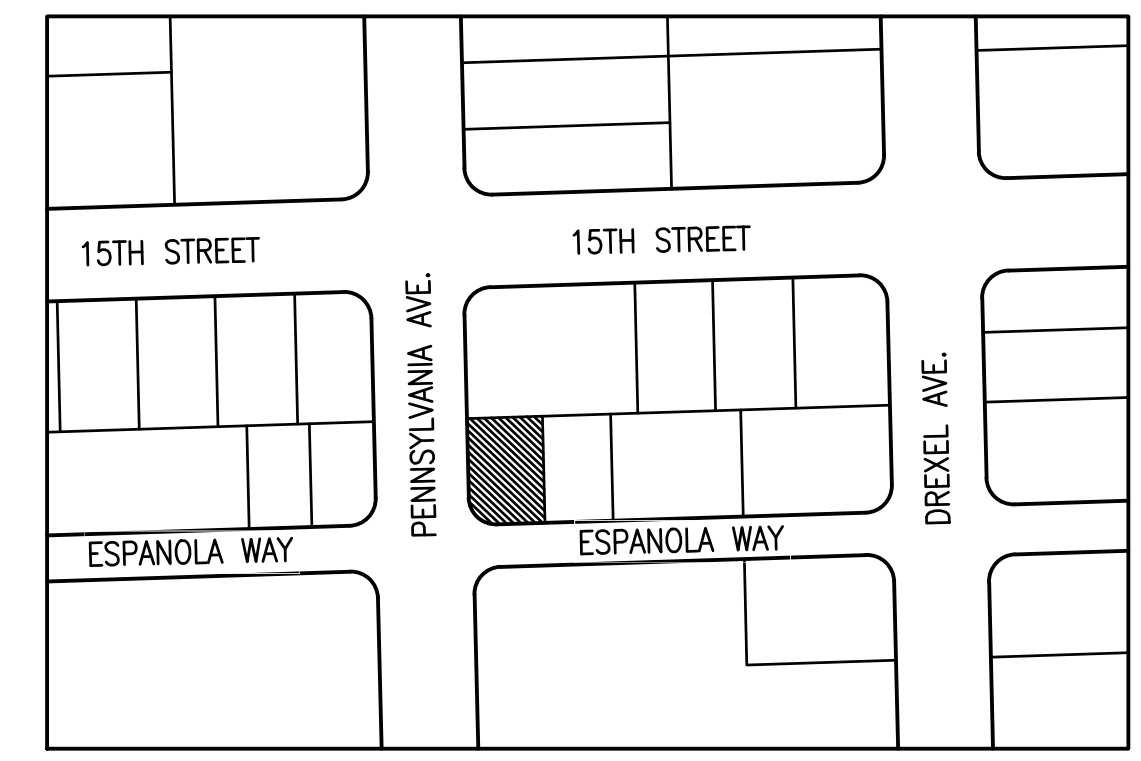 15TH STREET
15TH STREET
PENNSYLVANIA AVE.
DREXEL AVE.
ESPANOLA WAY
ESPANOLA WAY